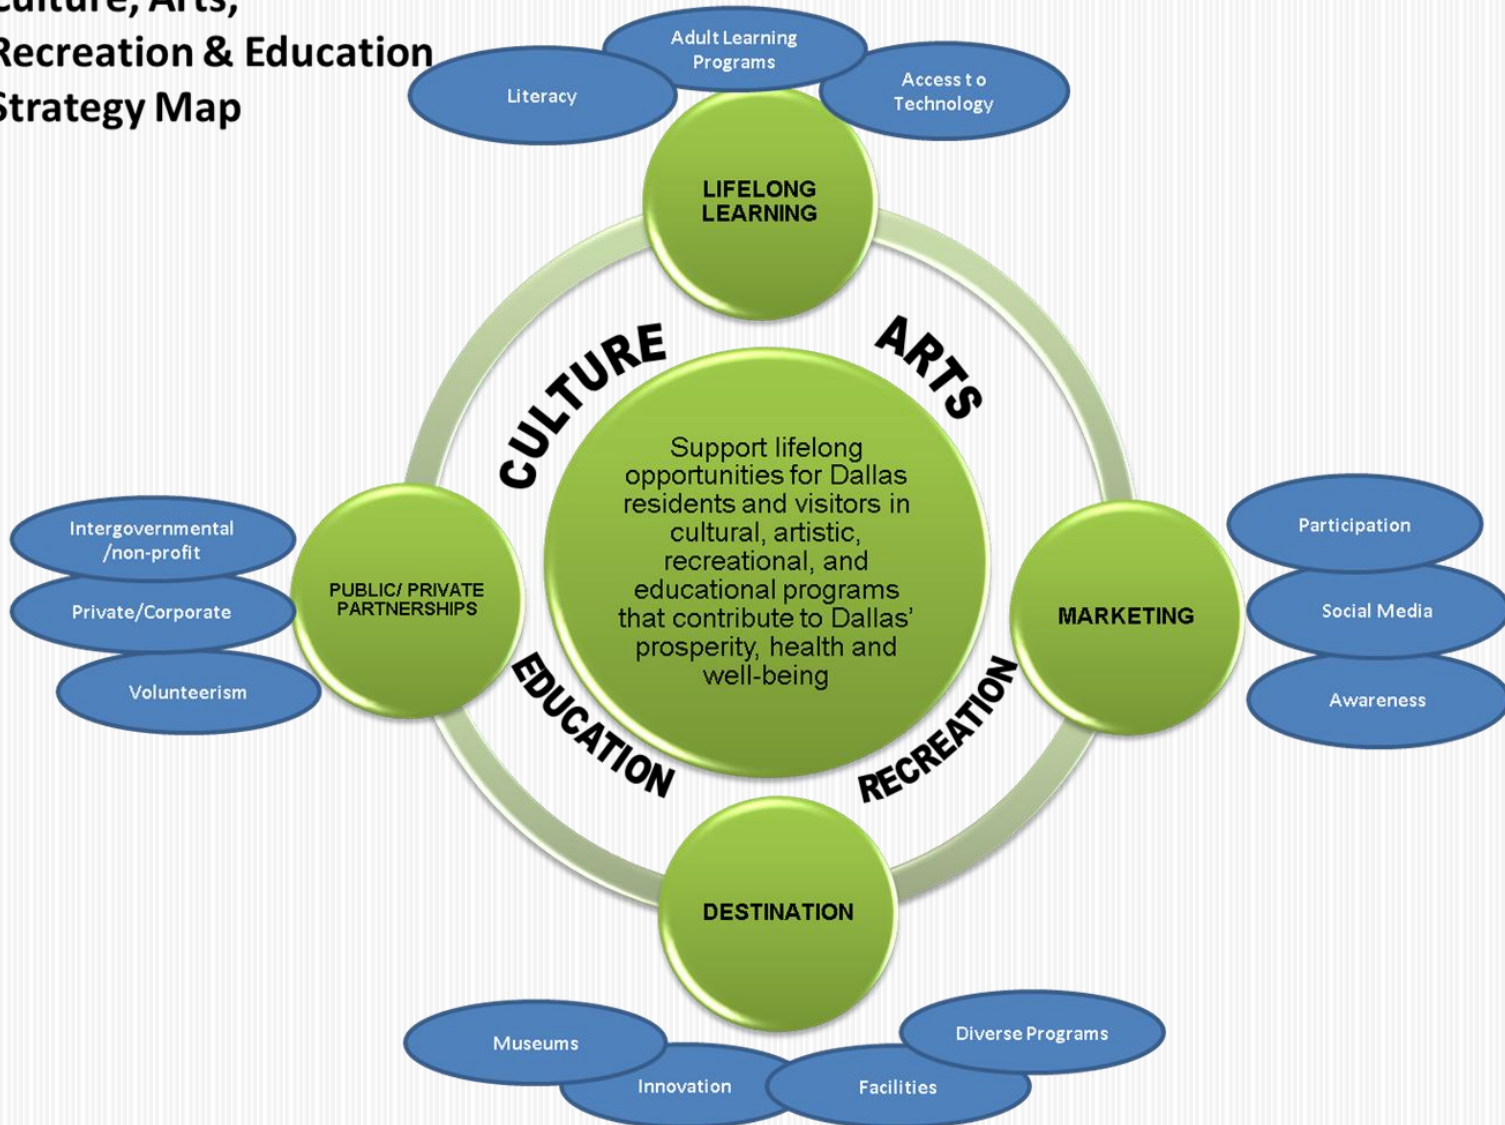 Culture, Arts,
Recreation & Education
Strategy Map
Adult Learning
Programs
Literacy
Access to
Technology
LIFELONG
LEARNING
CULTURE
ARTS
Support lifelong
opportunities for Dallas
residents and visitors in
cultural, artistic,
recreational, and
educational programs
that contribute to Dallas'
prosperity, health and
well-being
Intergovernmental
/non-profit
Private/Corporate
Volunteerism
PUBLIC/ PRIVATE
PARTNERSHIPS
MARKETING
Participation
Social Media
Awareness
EDUCATION
RECREATION
DESTINATION
Museums
Innovation
Facilities
Diverse Programs